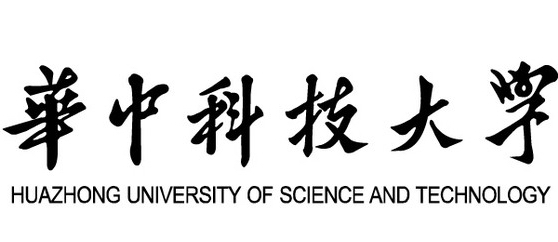 華中科技大學
HUAZHONG UNIVERSITY OF SCIENCE AND TECHNOLOGY